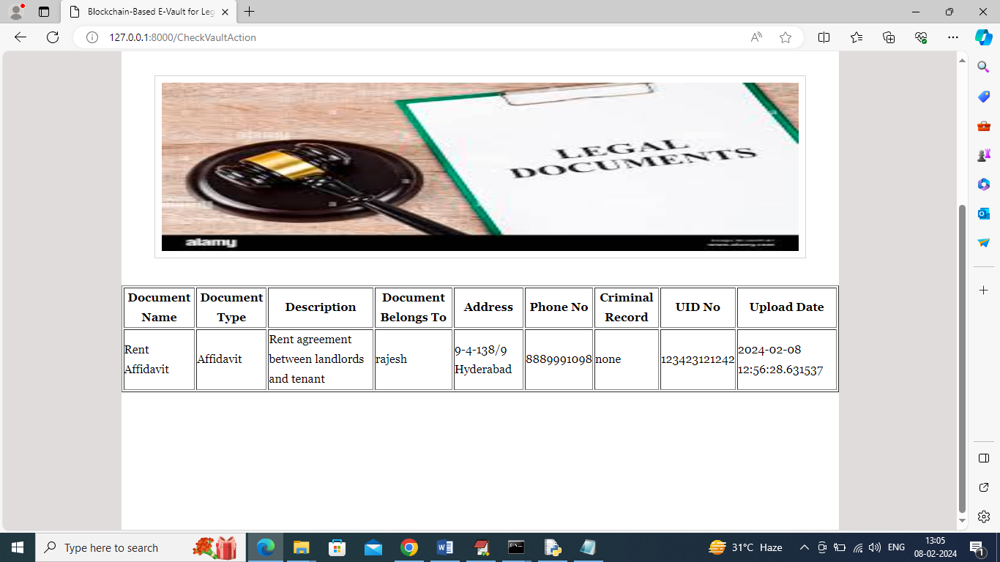 Blockchain-Based E-Vault for Leg
127.0.0.1:8000/CheckVaultAction
alamy
LEGAL
DOCUMENTS
a
alamy
Document Name
Document Type
Description
Document Belongs To
Address
Phone No
Criminal Record
UID No
Upload Date
Rent Affidavit
Affidavit
Rent agreement between landlords and tenant
rajesh
9-4-138/9 Hyderabad
8889991098
none
123423121242
2024-02-08 12:56:28.631537
Type here to search
31°C Haze
ENG
13:05
08-02-2024
1